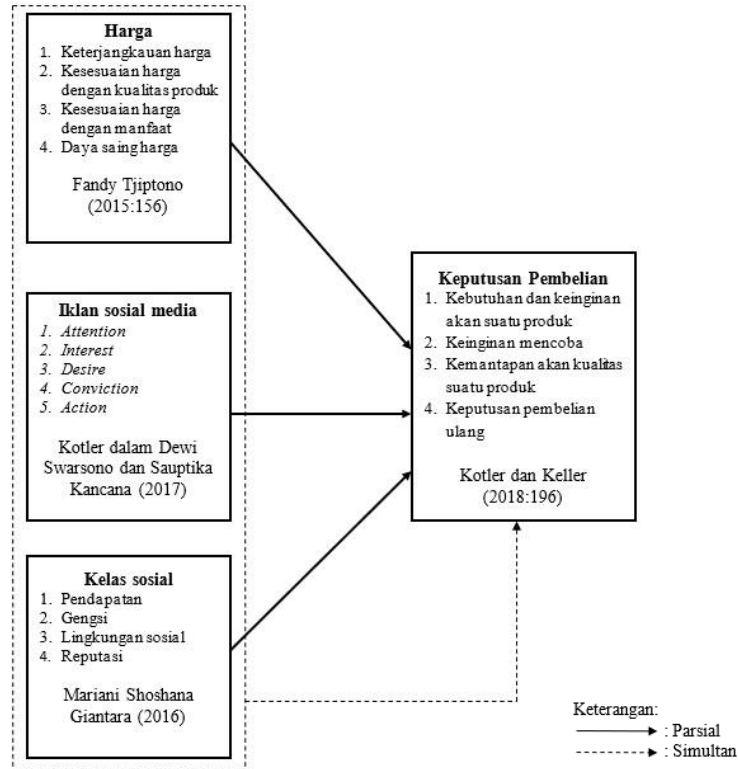 Harga
1. Keterjangkauan harga
2. Kesesuaian harga
dengan kualitas produk
3. Kesesuaian harga
dengan manfaat
4. Daya saing harga
Fandy Tjiptono
(2015:156)
Iklan sosial media
1. Attention
2. Interest
3. Desire
4. Conviction
5. Action
Kotler dalam Dewi
Swarsono dan Sauptika
Kancana (2017)
Kelas sosial
1. Pendapatan
2. Gengsi
3. Lingkungan sosial
4. Reputasi
Mariani Shoshana
Giantara (2016)
Keputusan Pembelian
1. Kebutuhan dan keinginan
akan suatu produk
2. Keinginan mencoba
3. Kemantapan akan kualitas
suatu produk
4. Keputusan pembelian
ulang
Kotler dan Keller
(2018:196)
Keterangan:
: Parsial
: Simultan